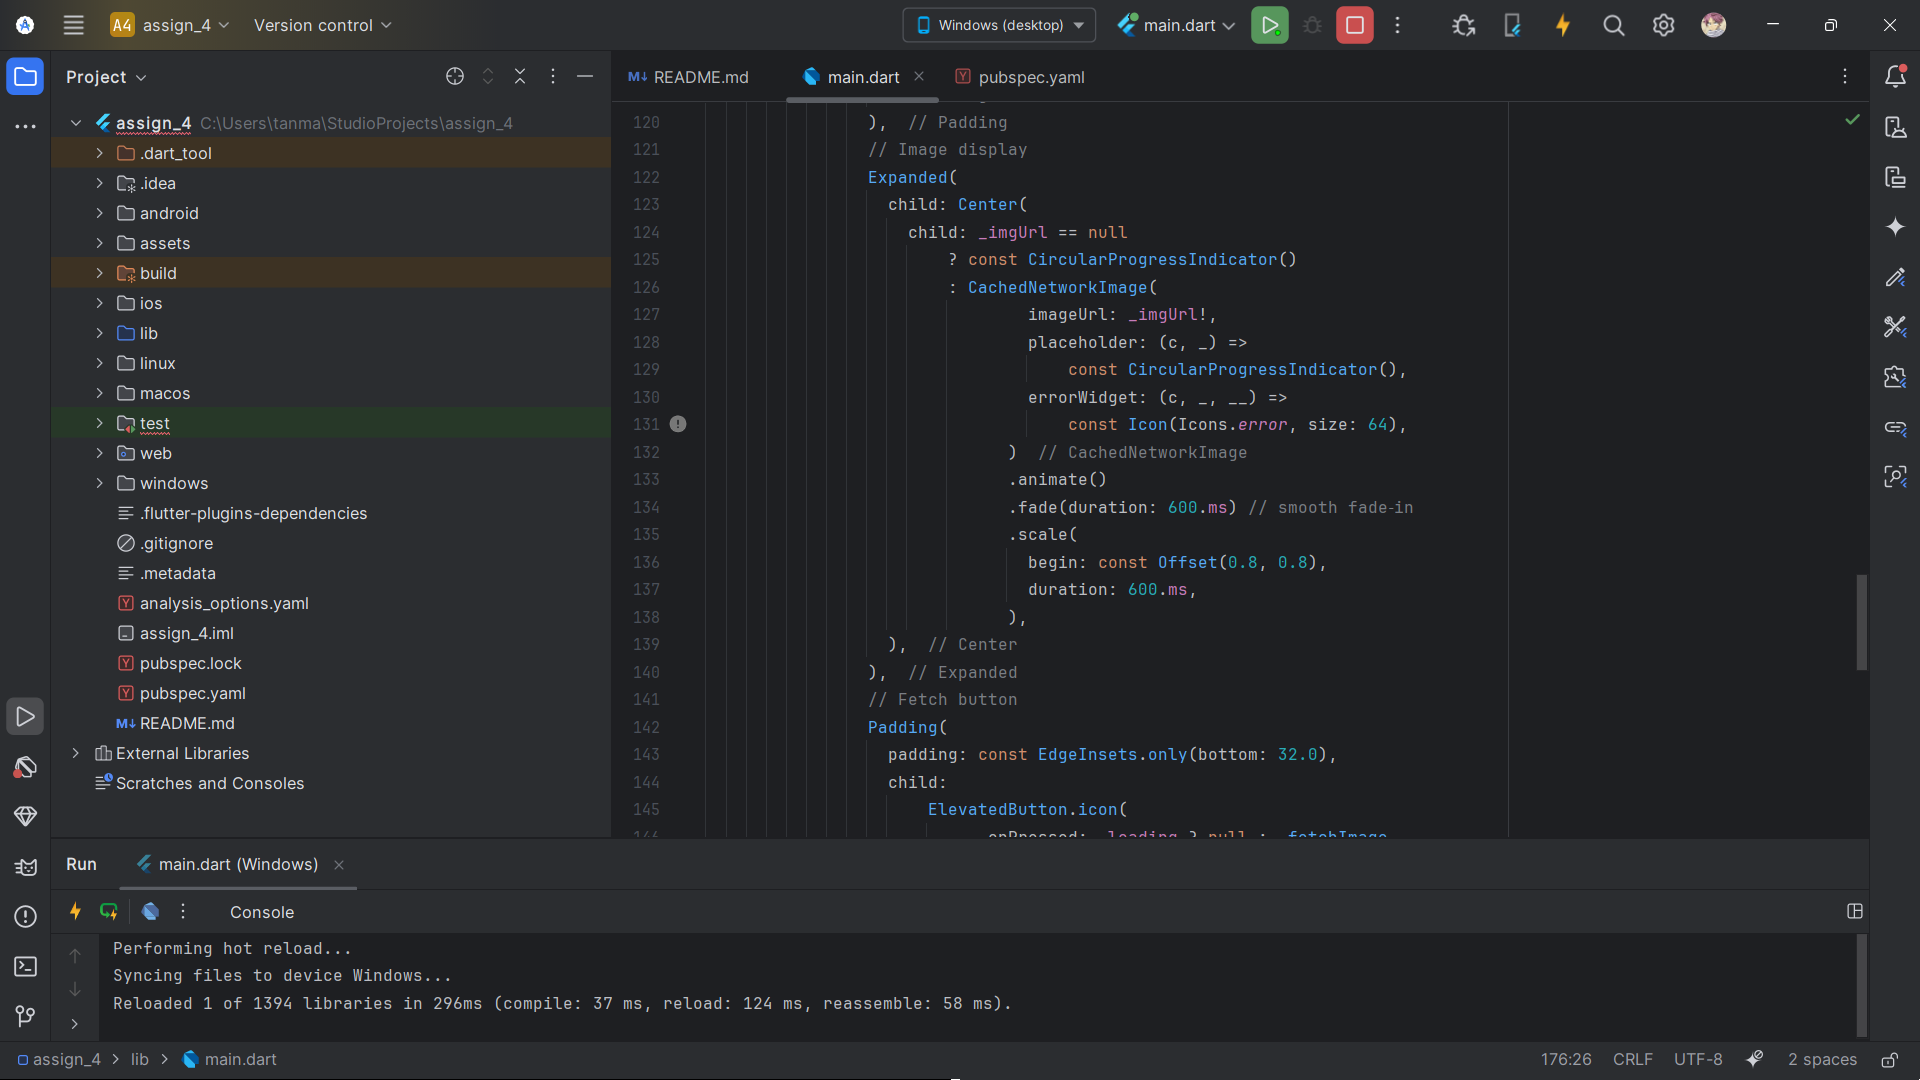 A4 assign_4 Version control Windows (desktop) main.dart
Project
README.md main.dart pubspec.yaml
assign_4 C:\Users\tanma\StudioProjects\assign_4
.dart_tool
.idea
android
assets
build
ios
lib
linux
macos
test
web
windows
.flutter-plugins-dependencies
.gitignore
.metadata
analysis_options.yaml
assign_4.iml
pubspec.lock
pubspec.yaml
README.md
External Libraries
Scratches and Consoles
120 ), // Padding
121 // Image display
122 Expanded(
123 child: Center(
124 child: _imgUrl == null
125 ? const CircularProgressIndicator()
126 : CachedNetworkImage(
127 imageUrl: _imgUrl!,
128 placeholder: (c, _) =>
129 const CircularProgressIndicator(),
130 errorWidget: (c, _, __) =>
131 const Icon(Icons.error, size: 64),
132 ) // CachedNetworkImage
133 .animate()
134 .fade(duration: 600.ms) // smooth fade-in
135 .scale(
136 begin: const Offset(0.8, 0.8),
137 duration: 600.ms,
138 ),
139 ), // Center
140 ), // Expanded
141 // Fetch button
142 Padding(
143 padding: const EdgeInsets.only(bottom: 32.0),
144 child:
145 ElevatedButton.icon(
146 onPressed: _loading ? null : _fetchImage
Run main.dart (Windows)
Console
Performing hot reload...
Syncing files to device Windows...
Reloaded 1 of 1394 libraries in 296ms (compile: 37 ms, reload: 124 ms, reassemble: 58 ms).
assign_4 > lib > main.dart 176:26 CRLF UTF-8 2 spaces